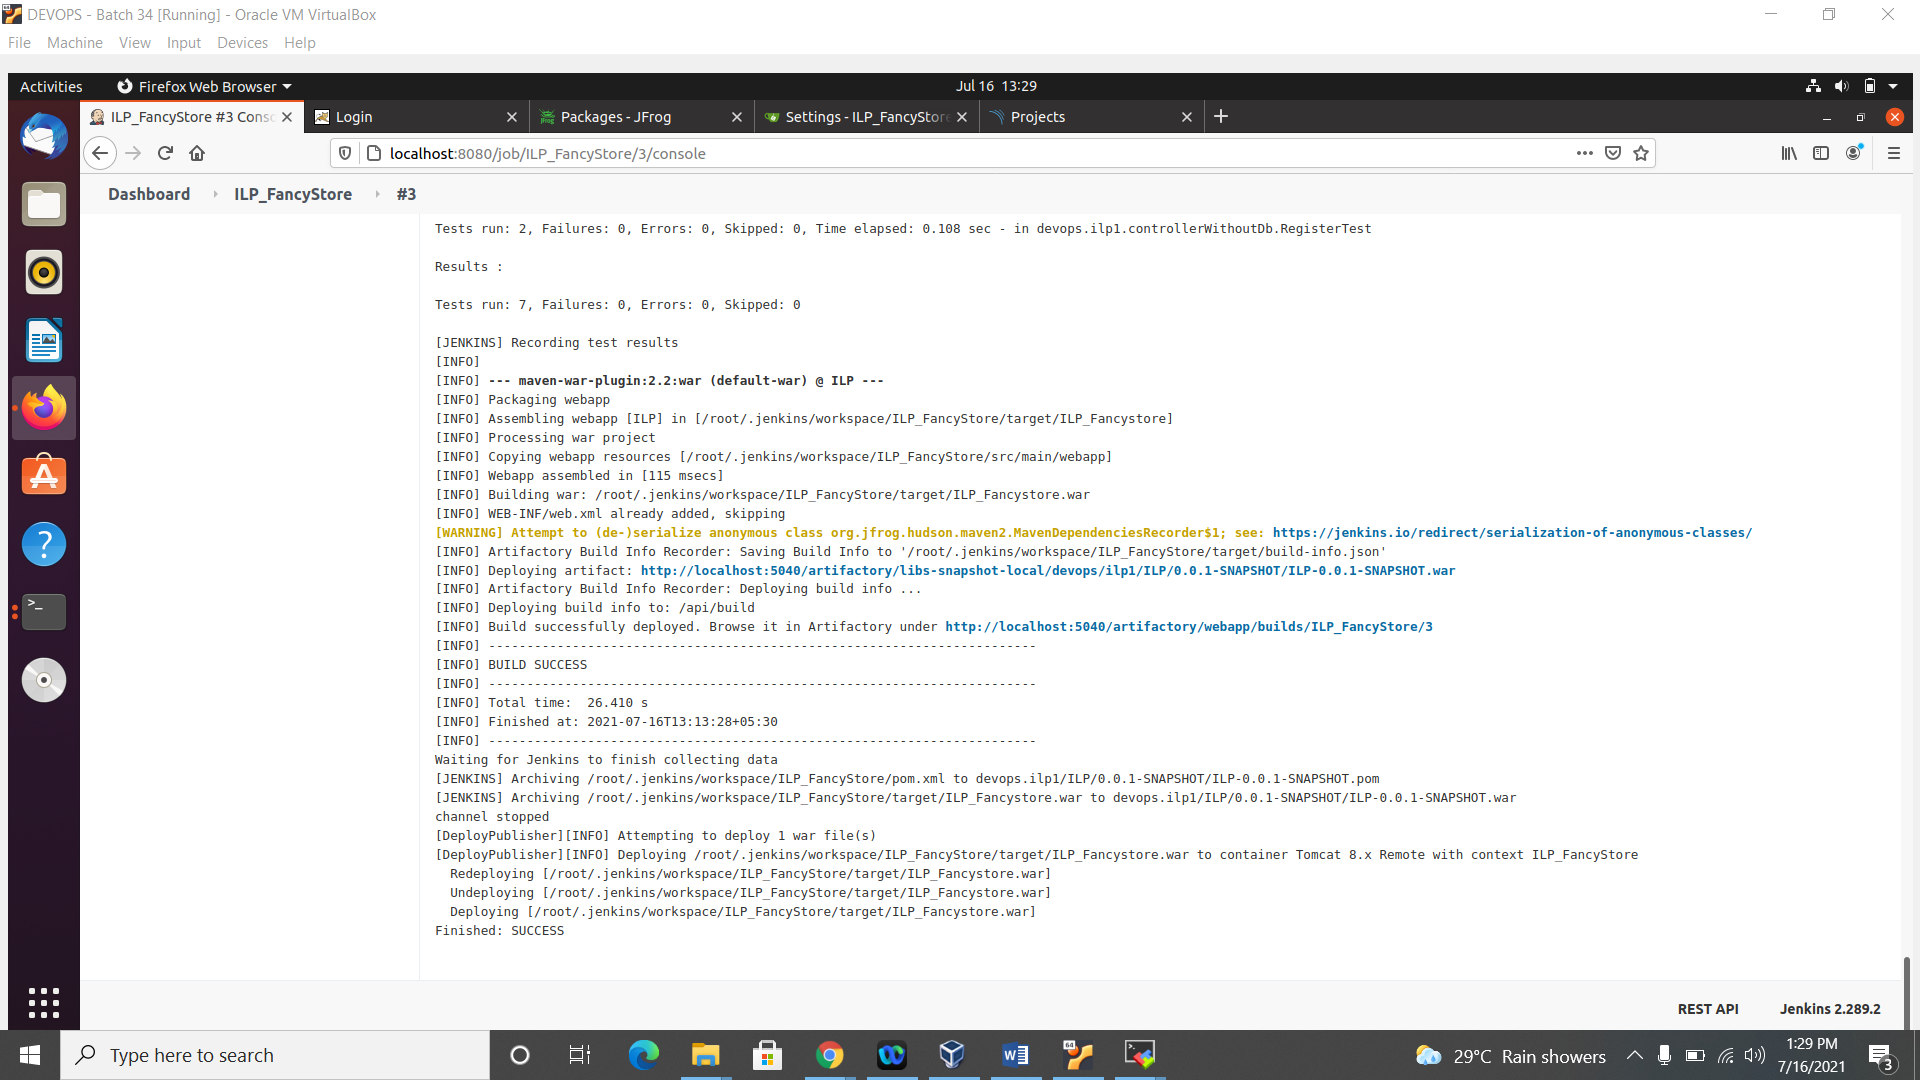 DEVOPS - Batch 34 [Running] - Oracle VM VirtualBox
File Machine View Input Devices Help
Activities Firefox Web Browser Jul 16 13:29
ILP_FancyStore #3 Conso Login Packages - JFrog Settings - ILP_FancyStore Projects
localhost:8080/job/ILP_FancyStore/3/console
Dashboard ILP_FancyStore #3
Tests run: 2, Failures: 0, Errors: 0, Skipped: 0, Time elapsed: 0.108 sec - in devops.ilp1.controllerWithoutDb.RegisterTest
Results :
Tests run: 7, Failures: 0, Errors: 0, Skipped: 0
[JENKINS] Recording test results
[INFO]
[INFO] --- maven-war-plugin:2.2:war (default-war) @ ILP ---
[INFO] Packaging webapp
[INFO] Assembling webapp [ILP] in [/root/.jenkins/workspace/ILP_FancyStore/target/ILP_Fancystore]
[INFO] Processing war project
[INFO] Copying webapp resources [/root/.jenkins/workspace/ILP_FancyStore/src/main/webapp]
[INFO] Webapp assembled in [115 msecs]
[INFO] Building war: /root/.jenkins/workspace/ILP_FancyStore/target/ILP_Fancystore.war
[INFO] WEB-INF/web.xml already added, skipping
[WARNING] Attempt to (de-)serialize anonymous class org.jfrog.hudson.maven2.MavenDependenciesRecorder$1; see: https://jenkins.io/redirect/serialization-of-anonymous-classes/
[INFO] Artifactory Build Info Recorder: Saving Build Info to '/root/.jenkins/workspace/ILP_FancyStore/target/build-info.json'
[INFO] Deploying artifact: http://localhost:5040/artifactory/libs-snapshot-local/devops/ilp1/ILP/0.0.1-SNAPSHOT/ILP-0.0.1-SNAPSHOT.war
[INFO] Artifactory Build Info Recorder: Deploying build info ...
[INFO] Deploying build info to: /api/build
[INFO] Build successfully deployed. Browse it in Artifactory under http://localhost:5040/artifactory/webapp/builds/ILP_FancyStore/3
[INFO] ------------------------------------------------------------------------
[INFO] BUILD SUCCESS
[INFO] ------------------------------------------------------------------------
[INFO] Total time:  26.410 s
[INFO] Finished at: 2021-07-16T13:13:28+05:30
[INFO] ------------------------------------------------------------------------
Waiting for Jenkins to finish collecting data
[JENKINS] Archiving /root/.jenkins/workspace/ILP_FancyStore/pom.xml to devops.ilp1/ILP/0.0.1-SNAPSHOT/ILP-0.0.1-SNAPSHOT.pom
[JENKINS] Archiving /root/.jenkins/workspace/ILP_FancyStore/target/ILP_Fancystore.war to devops.ilp1/ILP/0.0.1-SNAPSHOT/ILP-0.0.1-SNAPSHOT.war
channel stopped
[DeployPublisher][INFO] Attempting to deploy 1 war file(s)
[DeployPublisher][INFO] Deploying /root/.jenkins/workspace/ILP_FancyStore/target/ILP_Fancystore.war to container Tomcat 8.x Remote with context ILP_FancyStore
Redeploying [/root/.jenkins/workspace/ILP_FancyStore/target/ILP_Fancystore.war]
Undeploying [/root/.jenkins/workspace/ILP_FancyStore/target/ILP_Fancystore.war]
Deploying [/root/.jenkins/workspace/ILP_FancyStore/target/ILP_Fancystore.war]
Finished: SUCCESS
REST API Jenkins 2.289.2
Type here to search
29°C Rain showers
1:29 PM
7/16/2021
3